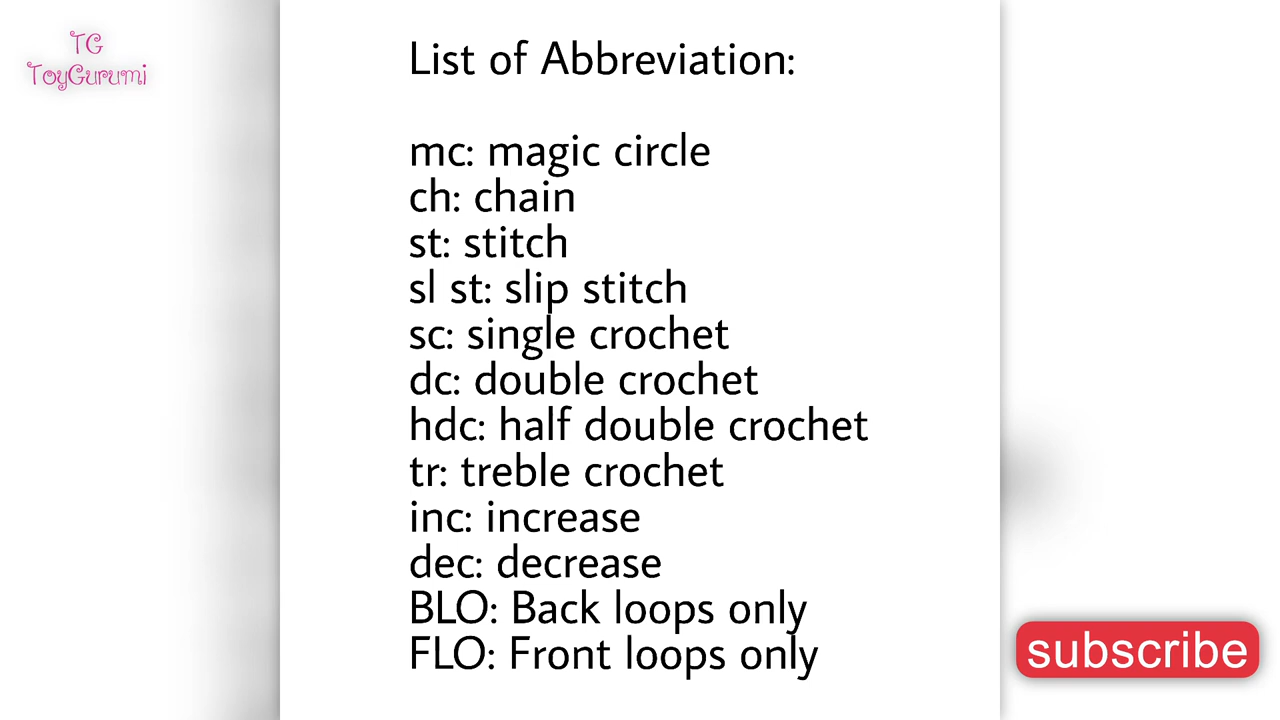 TG
ToyGurumi
List of Abbreviation:
mc: magic circle
ch: chain
st: stitch
sl st: slip stitch
sc: single crochet
dc: double crochet
hdc: half double crochet
tr: treble crochet
inc: increase
dec: decrease
BLO: Back loops only
FLO: Front loops only
subscribe